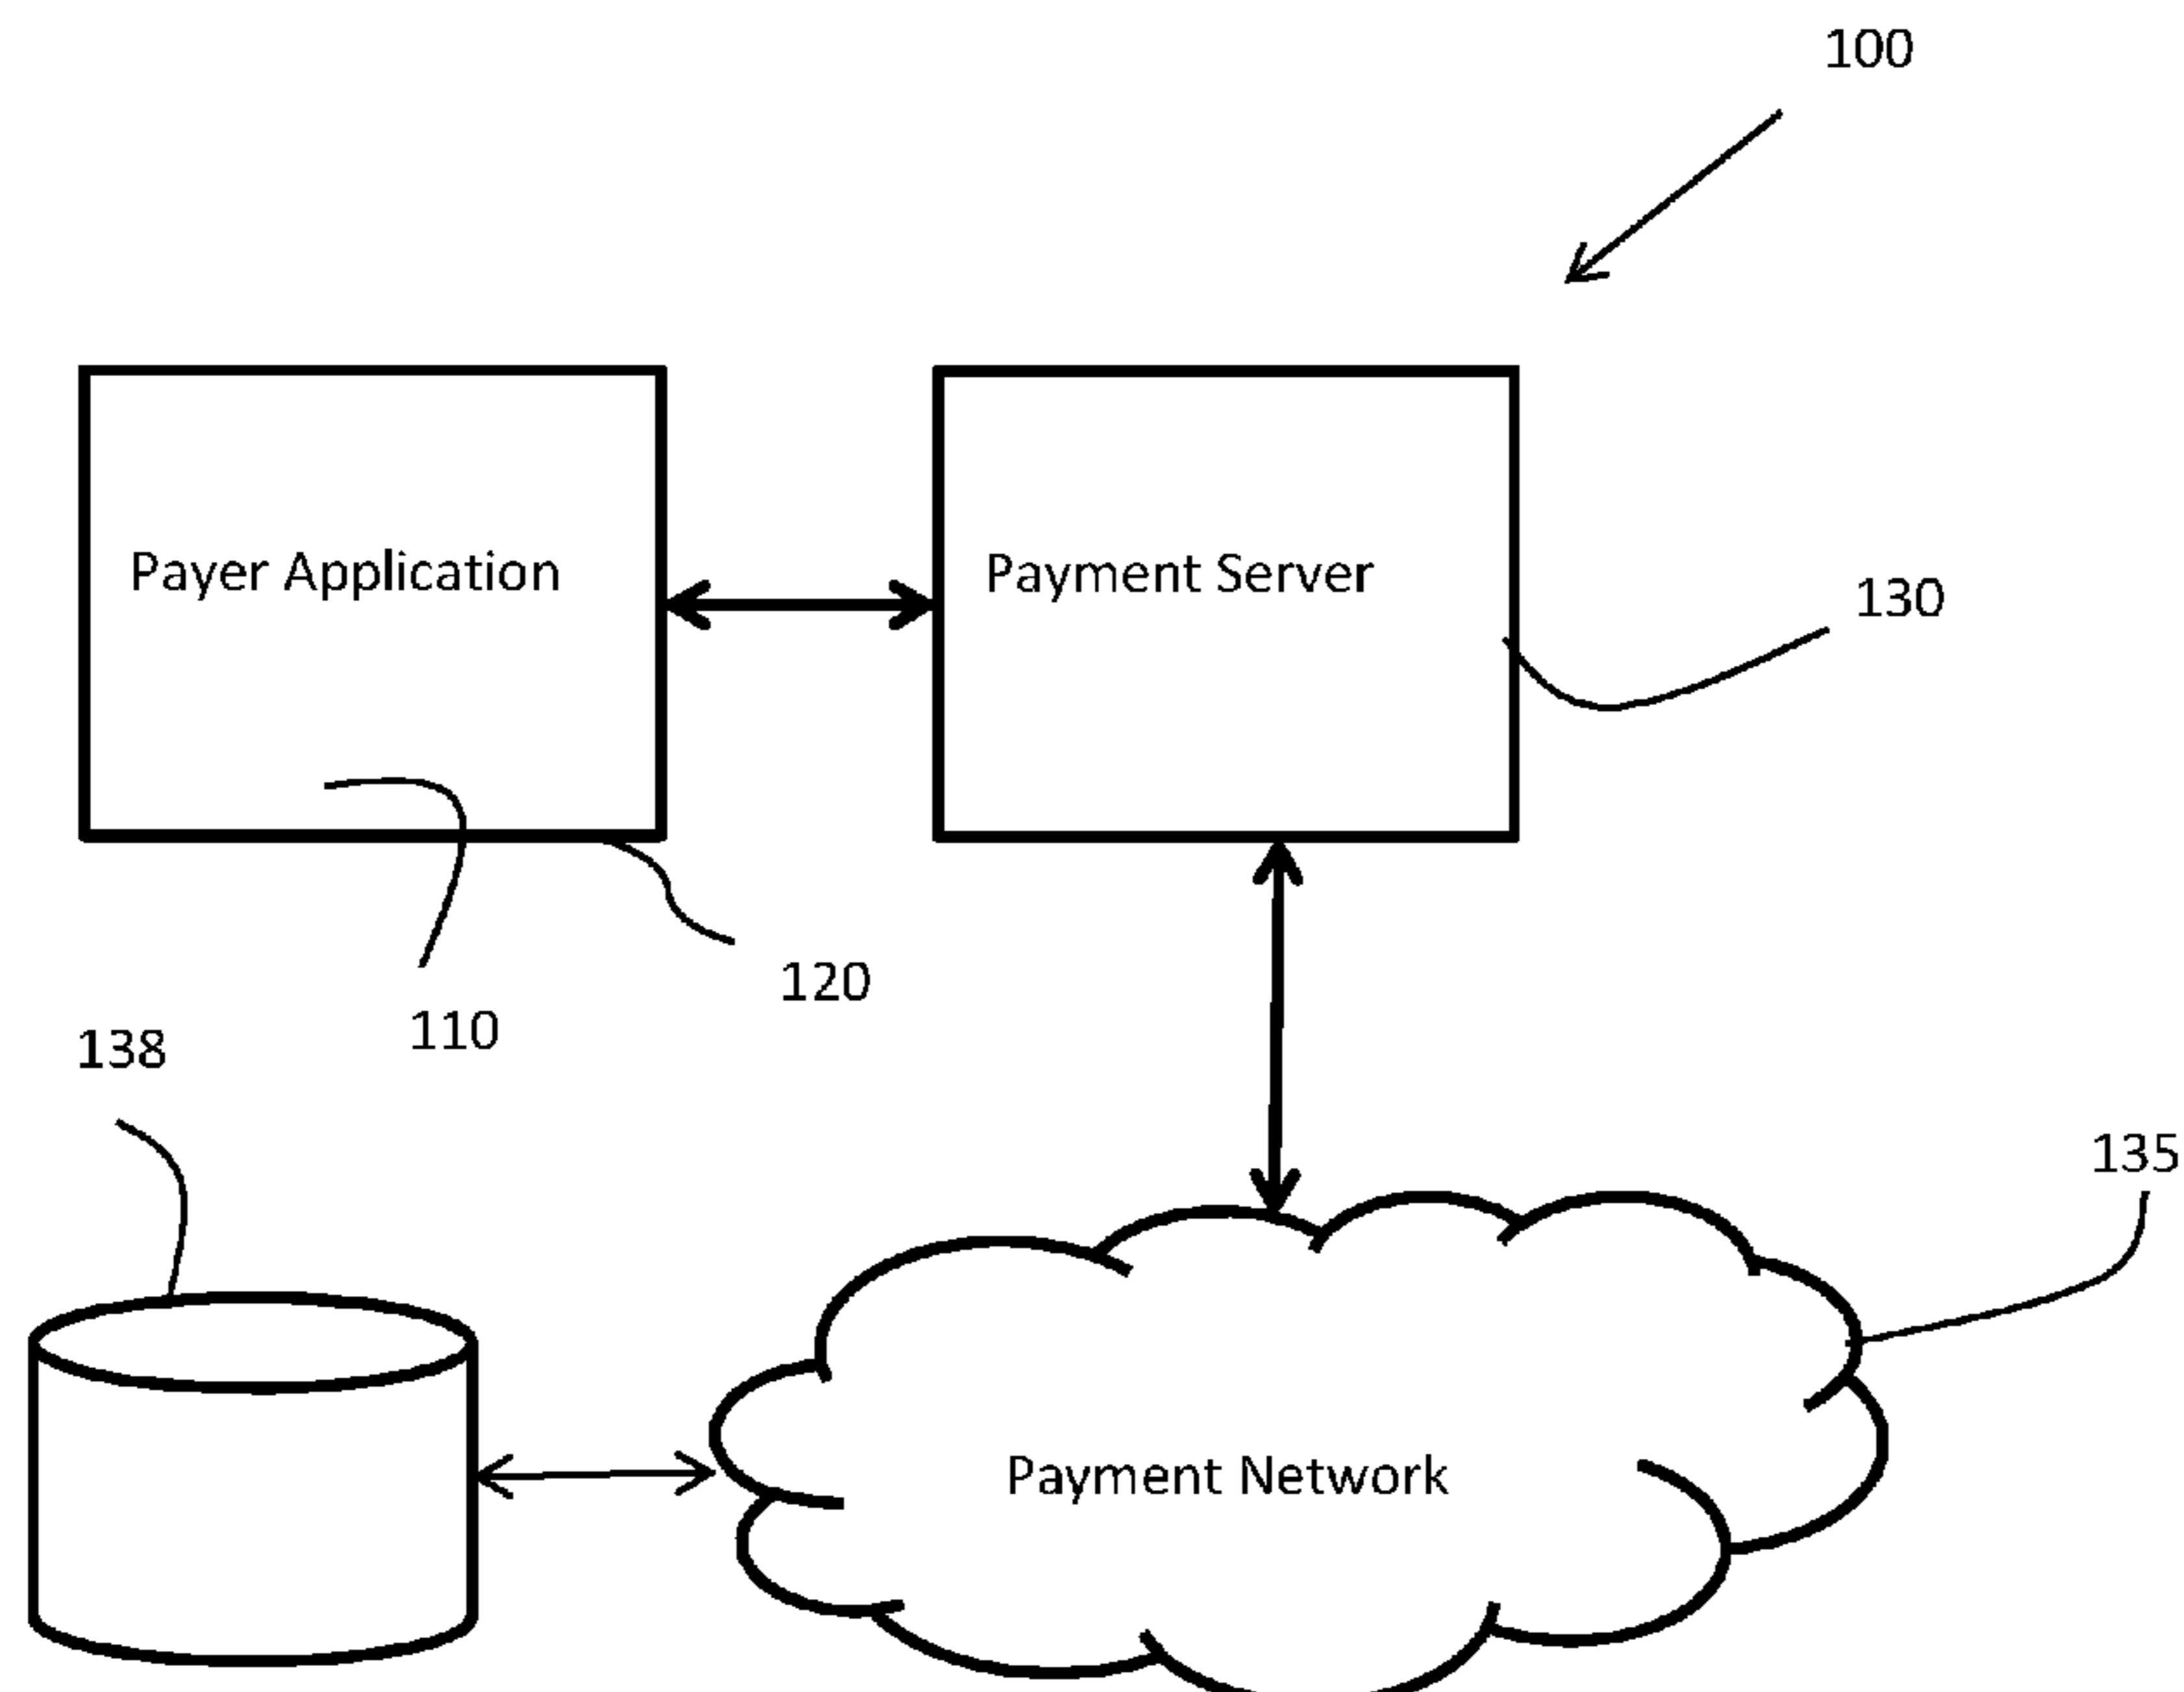 100
Payer Application
Payment Server
130
120
110
138
135
Payment Network